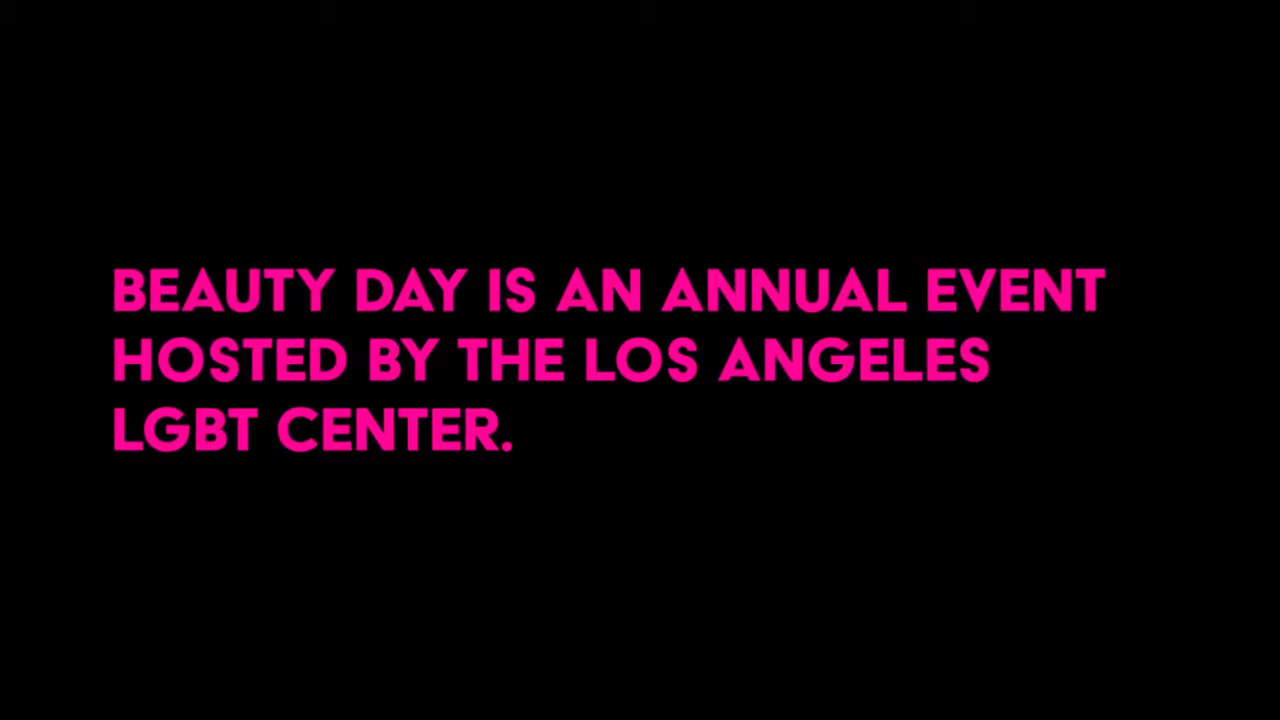 BEAUTY DAY IS AN ANNUAL EVENT
HOSTED BY THE LOS ANGELES
LGBT CENTER.